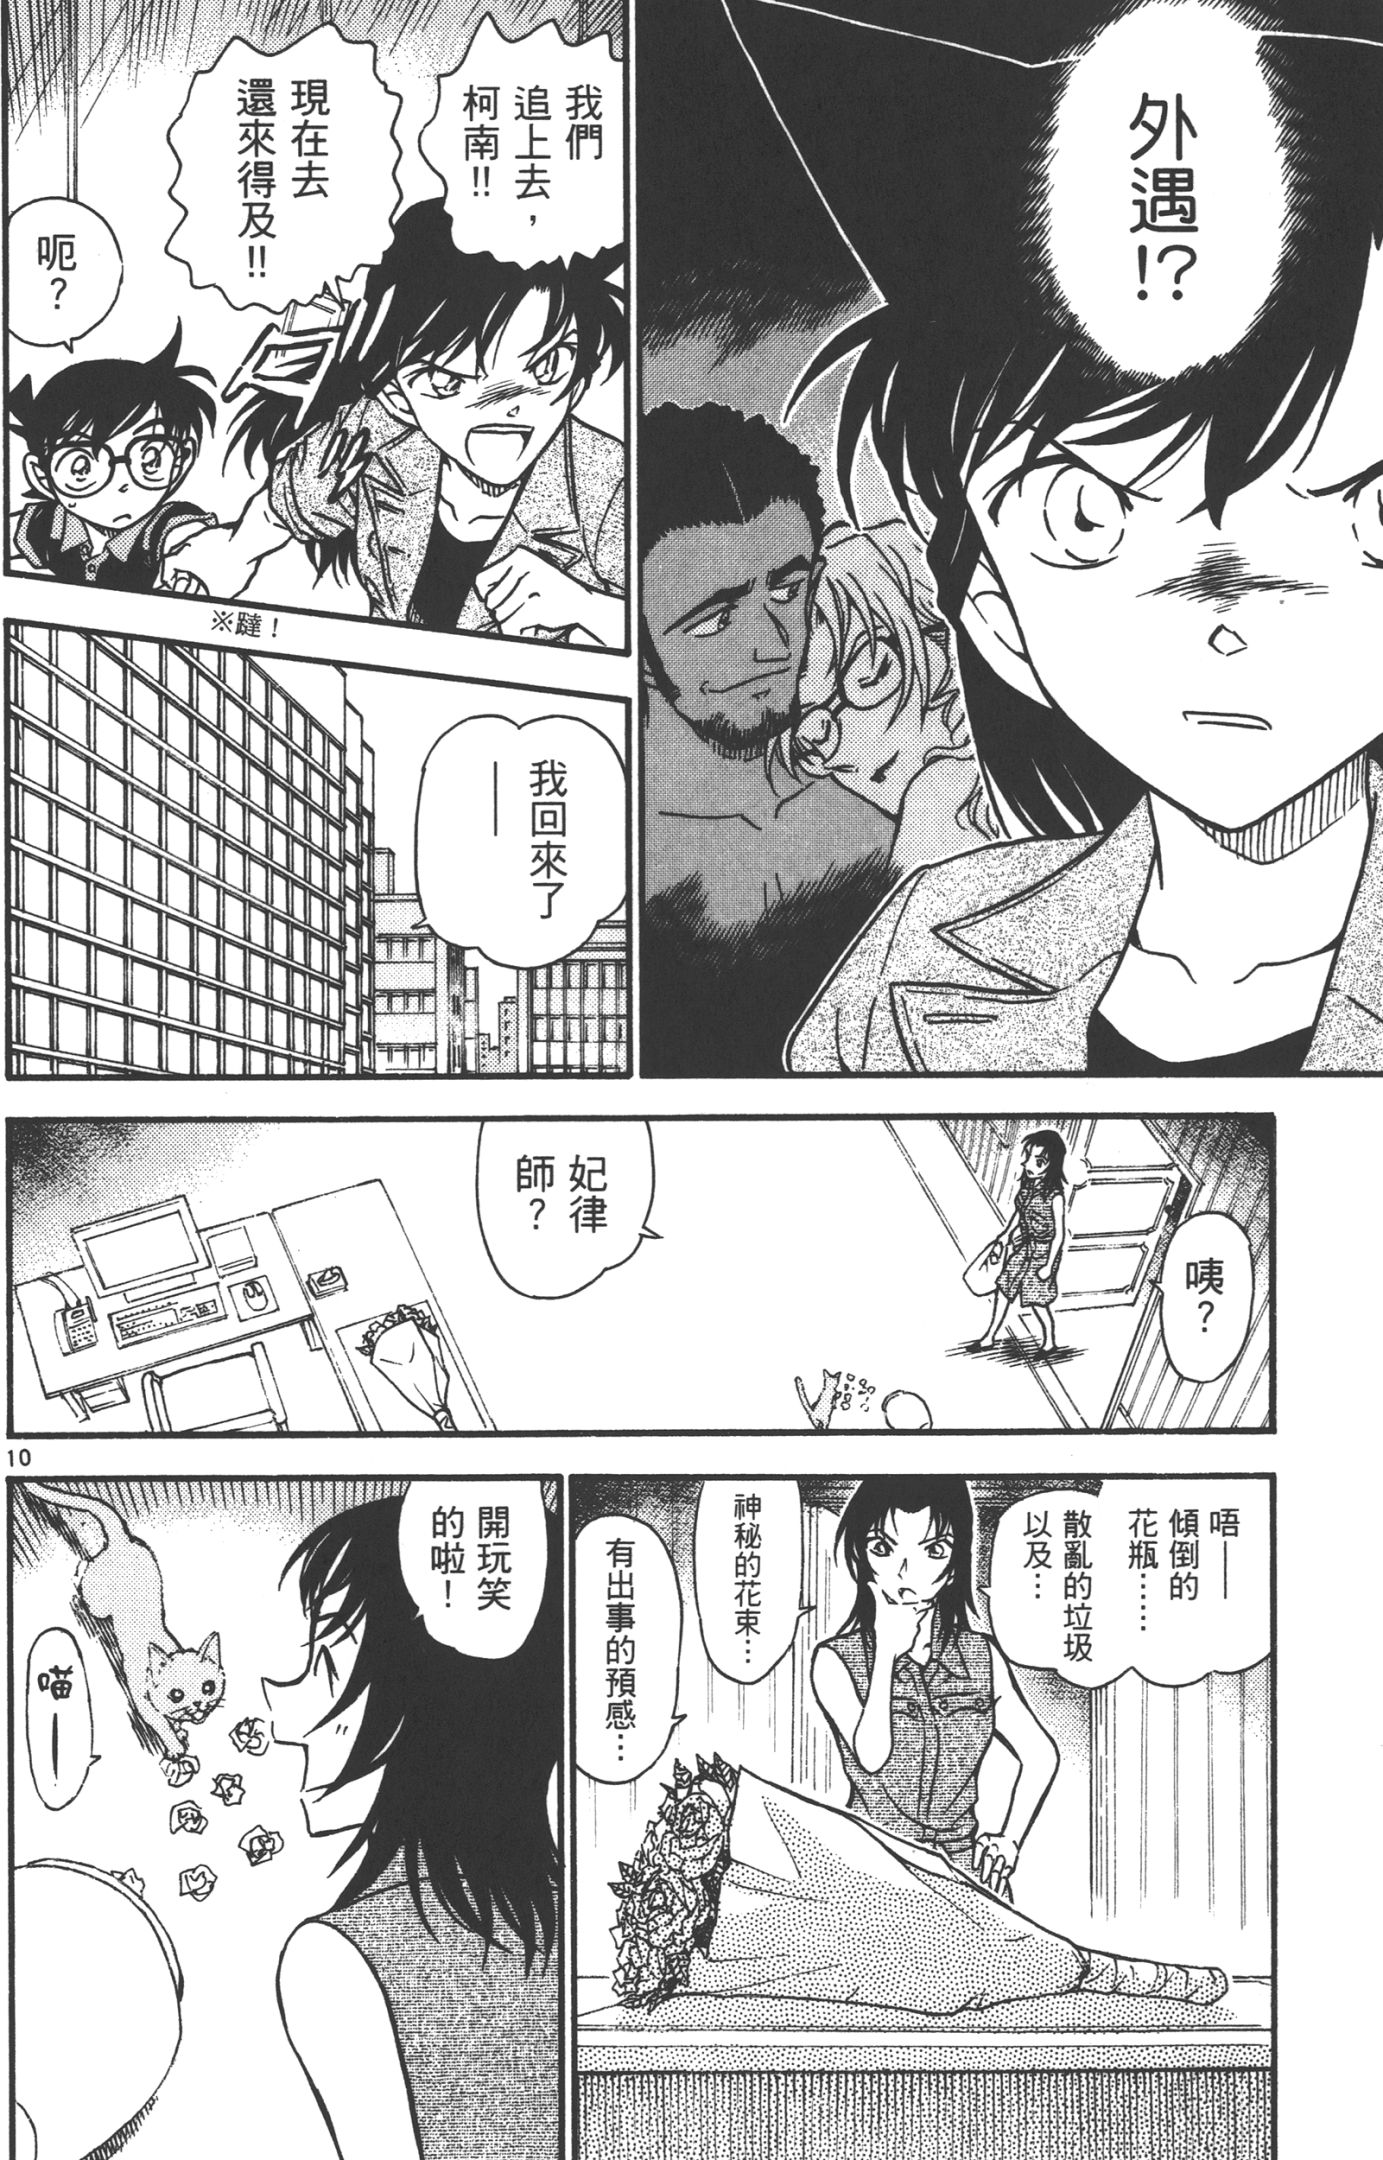 外遇!?
我們
追上去，
柯南!!
現在去
還來得及!!
呃？
※躂！
我回來了
——
咦？
妃律
師？
唔——
傾倒的
花瓶……
散亂的垃圾
以及…
神秘的花束…
有出事的預感…
開玩笑
的啦！
喵——
10